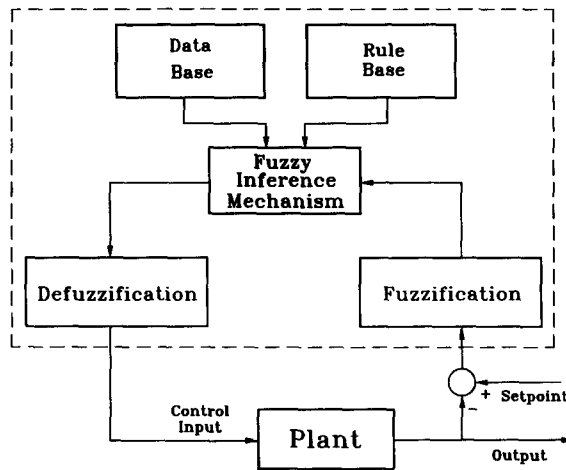 Data
Base
Rule
Base
Fuzzy
Inference
Mechanism
Defuzzification
Fuzzification
+ Setpoint
-
Control
Input
Plant
Output